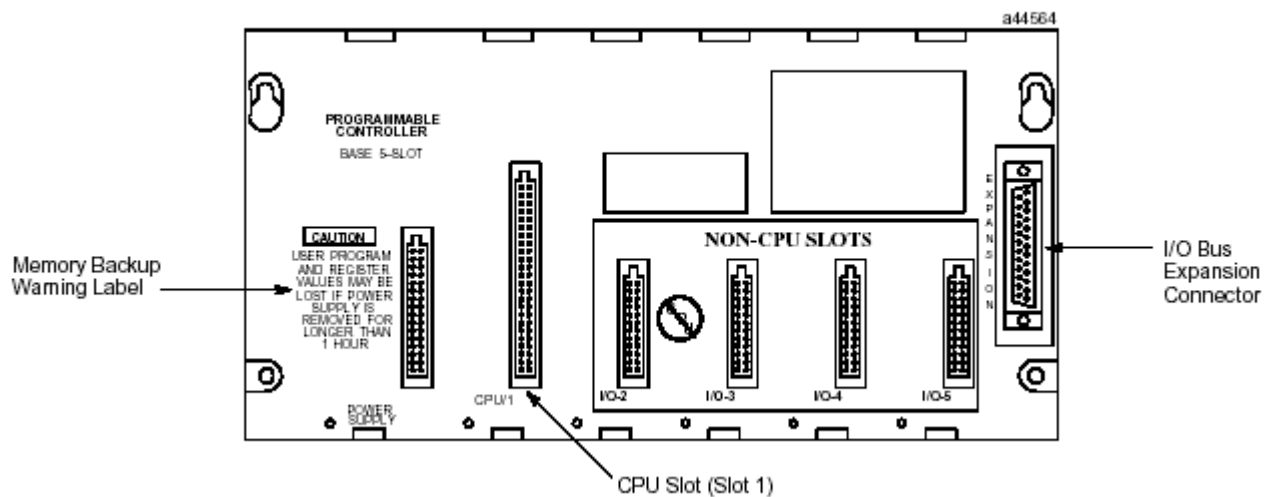 a44564
PROGRAMMABLE
CONTROLLER
BASE 5-SLOT
EXPANSION
CAUTION
USER PROGRAM
AND REGISTER
VALUES MAY BE
LOST IF POWER
SUPPLY IS
REMOVED FOR
LONGER THAN
1 HOUR
NON-CPU SLOTS
Memory Backup
Warning Label
I/O Bus
Expansion
Connector
POWER
SUPPLY
CPU/1
I/O-2
I/O-3
I/O-4
I/O-5
CPU Slot (Slot 1)